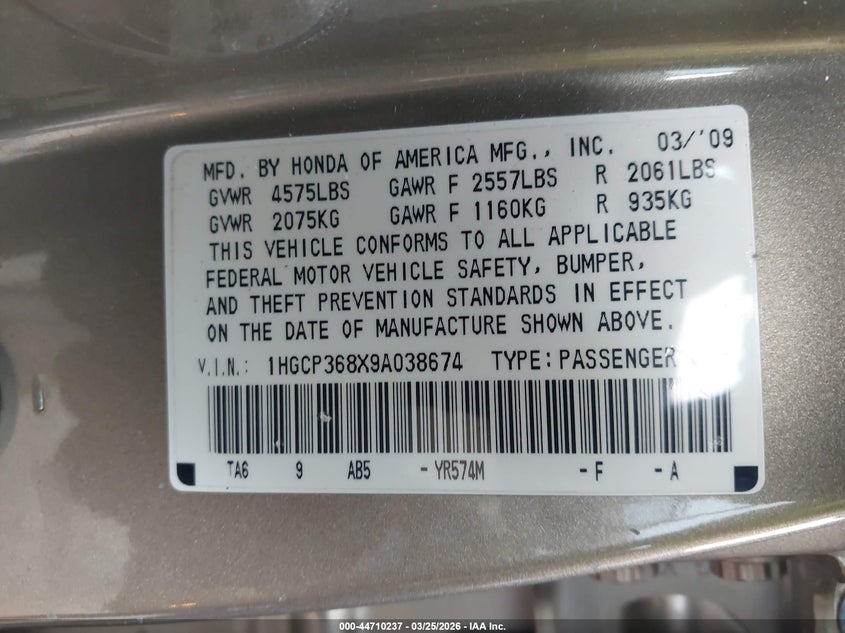 MFD. BY HONDA OF AMERICA MFG., INC. 03/'09
GVWR 4575LBS GAWR F 2557LBS R 2061LBS
GVWR 2075KG GAWR F 1160KG R 935KG
THIS VEHICLE CONFORMS TO ALL APPLICABLE
FEDERAL MOTOR VEHICLE SAFETY, BUMPER,
AND THEFT PREVENTION STANDARDS IN EFFECT
ON THE DATE OF MANUFACTURE SHOWN ABOVE.
V.I.N.: 1HGCP368X9A038674 TYPE:PASSENGER
TA6 9 AB5 -YR574M -F -A
000-44710237 - 03/25/2026 - IAA Inc.